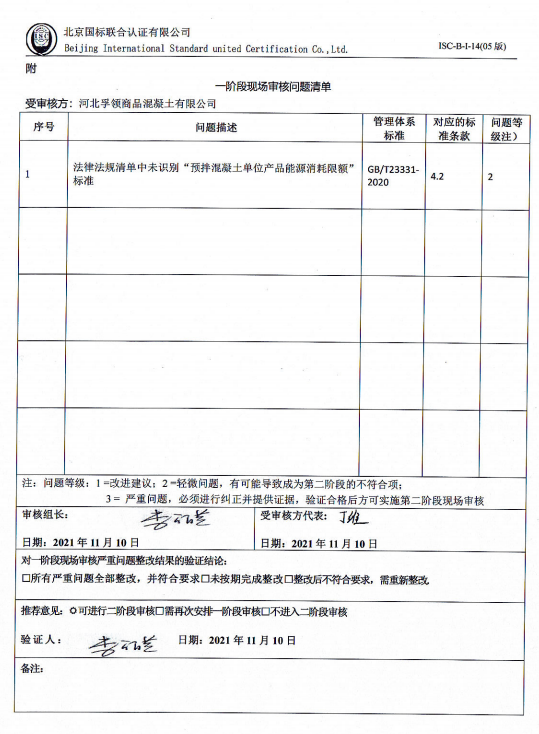 北京国标联合认证有限公司
Beijing International Standard united Certification Co.,Ltd.
ISC-B-I-14(05 版)
ISC
附
一阶段现场审核问题清单
受审核方：河北孚领商品混凝土有限公司
序号 问题描述 管理体系标准 对应的标准条款 问题等级注）
1 法律法规清单中未识别“预拌混凝土单位产品能源消耗限额”标准 GB/T23331-2020 4.2 2
注：问题等级：1 =改进建议；2 =轻微问题，有可能导致成为第二阶段的不符合项；
3 = 严重问题，必须进行纠正并提供证据，验证合格后方可实施第二阶段现场审核
审核组长： 受审核方代表：
日期：2021 年 11 月 10 日 日期：2021 年 11 月 10 日
对一阶段现场审核严重问题整改结果的验证结论：
□所有严重问题全部整改，并符合要求□未按期完成整改□整改后不符合要求，需重新整改
推荐意见：✪可进行二阶段审核□需再次安排一阶段审核□不进入二阶段审核
验证人： 日期：2021 年 11 月 10 日
备注：